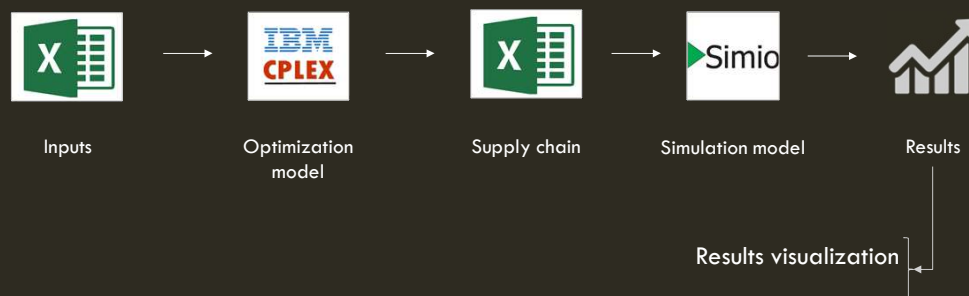 X
IBM
CPLEX
X
Simio
Inputs
Optimization
model
Supply chain
Simulation model
Results
Results visualization